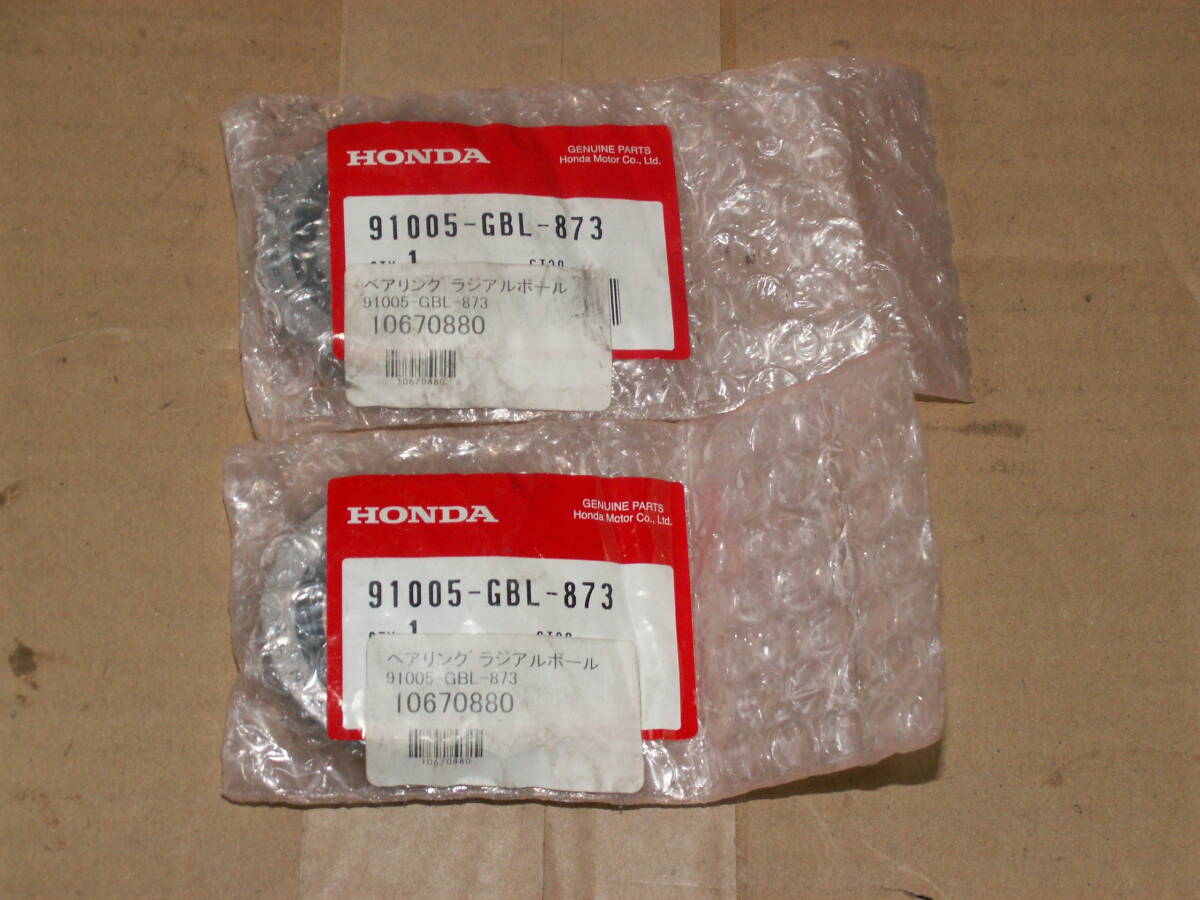 HONDA
GENUINE PARTS
Honda Motor Co., Ltd.
91005-GBL-873
1
ベアリング ラジアルボール
91005-GBL-873
10670880
10670880
HONDA
GENUINE PARTS
Honda Motor Co., Ltd.
91005-GBL-873
1
ベアリング ラジアルボール
91005-GBL-873
10670880
10670880